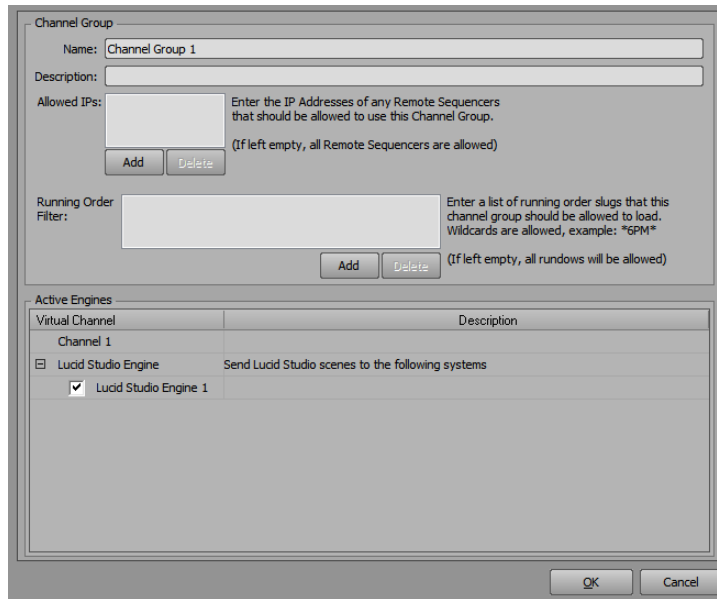 Channel Group
Name: Channel Group 1
Description:
Allowed IPs:
Enter the IP Addresses of any Remote Sequencers
that should be allowed to use this Channel Group.
(If left empty, all Remote Sequencers are allowed)
Add Delete
Running Order
Filter:
Enter a list of running order slugs that this
channel group should be allowed to load.
Wildcards are allowed, example: *6PM*
(If left empty, all rundows will be allowed)
Add Delete
Active Engines
Virtual Channel Description
Channel 1
Lucid Studio Engine Send Lucid Studio scenes to the following systems
Lucid Studio Engine 1
OK Cancel